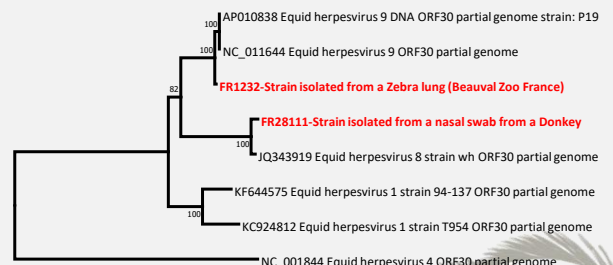 100
AP010838 Equid herpesvirus 9 DNA ORF30 partial genome strain: P19
100
NC_011644 Equid herpesvirus 9 ORF30 partial genome
82
FR1232-Strain isolated from a Zebra lung (Beauval Zoo France)
FR28111-Strain isolated from a nasal swab from a Donkey
100
JQ343919 Equid herpesvirus 8 strain wh ORF30 partial genome
KF644575 Equid herpesvirus 1 strain 94-137 ORF30 partial genome
100
KC924812 Equid herpesvirus 1 strain T954 ORF30 partial genome
NC_001844 Equid herpesvirus 4 ORF30 partial genome